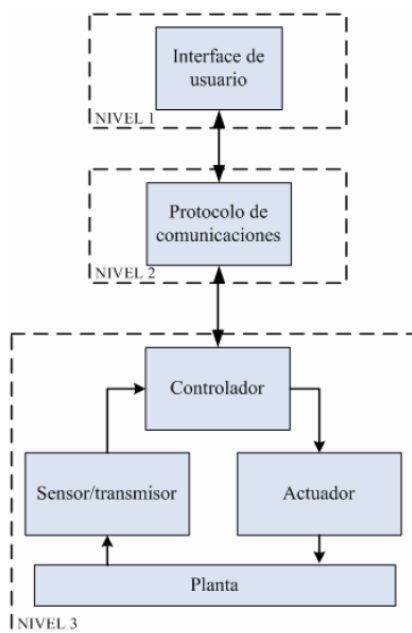 Interface de
usuario
NIVEL 1
Protocolo de
comunicaciones
NIVEL 2
Controlador
Sensor/transmisor
Actuador
Planta
NIVEL 3